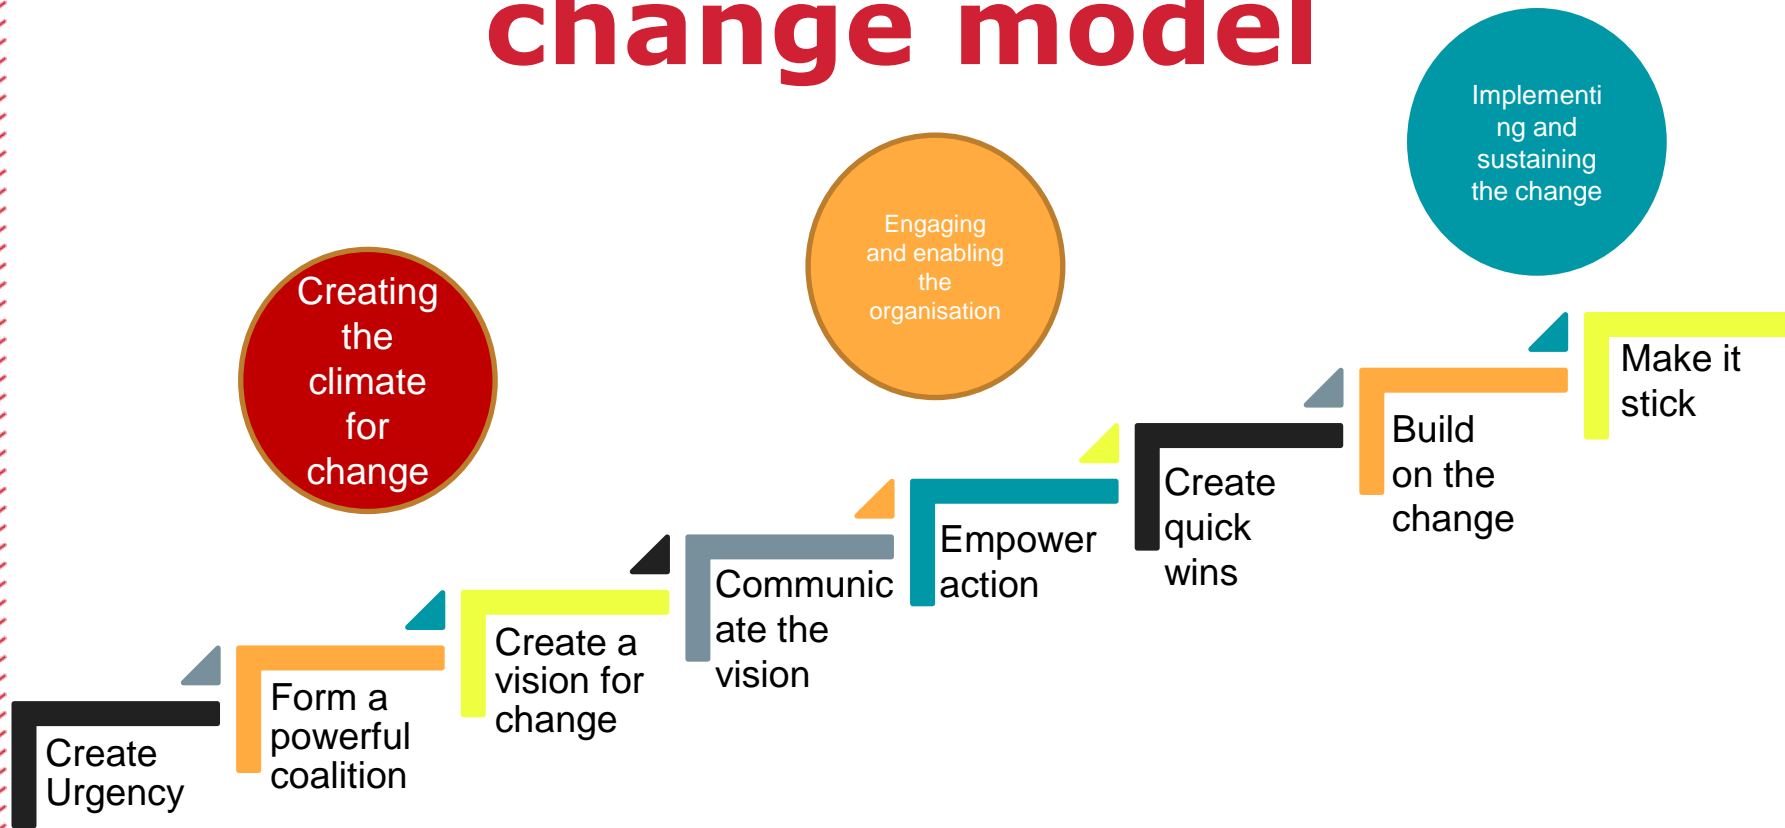 change model
Creating
the
climate
for
change
Engaging
and enabling
the
organisation
Implementi
ng and
sustaining
the change
Create
Urgency
Form a
powerful
coalition
Create a
vision for
change
Communic
ate the
vision
Empower
action
Create
quick
wins
Build
on the
change
Make it
stick